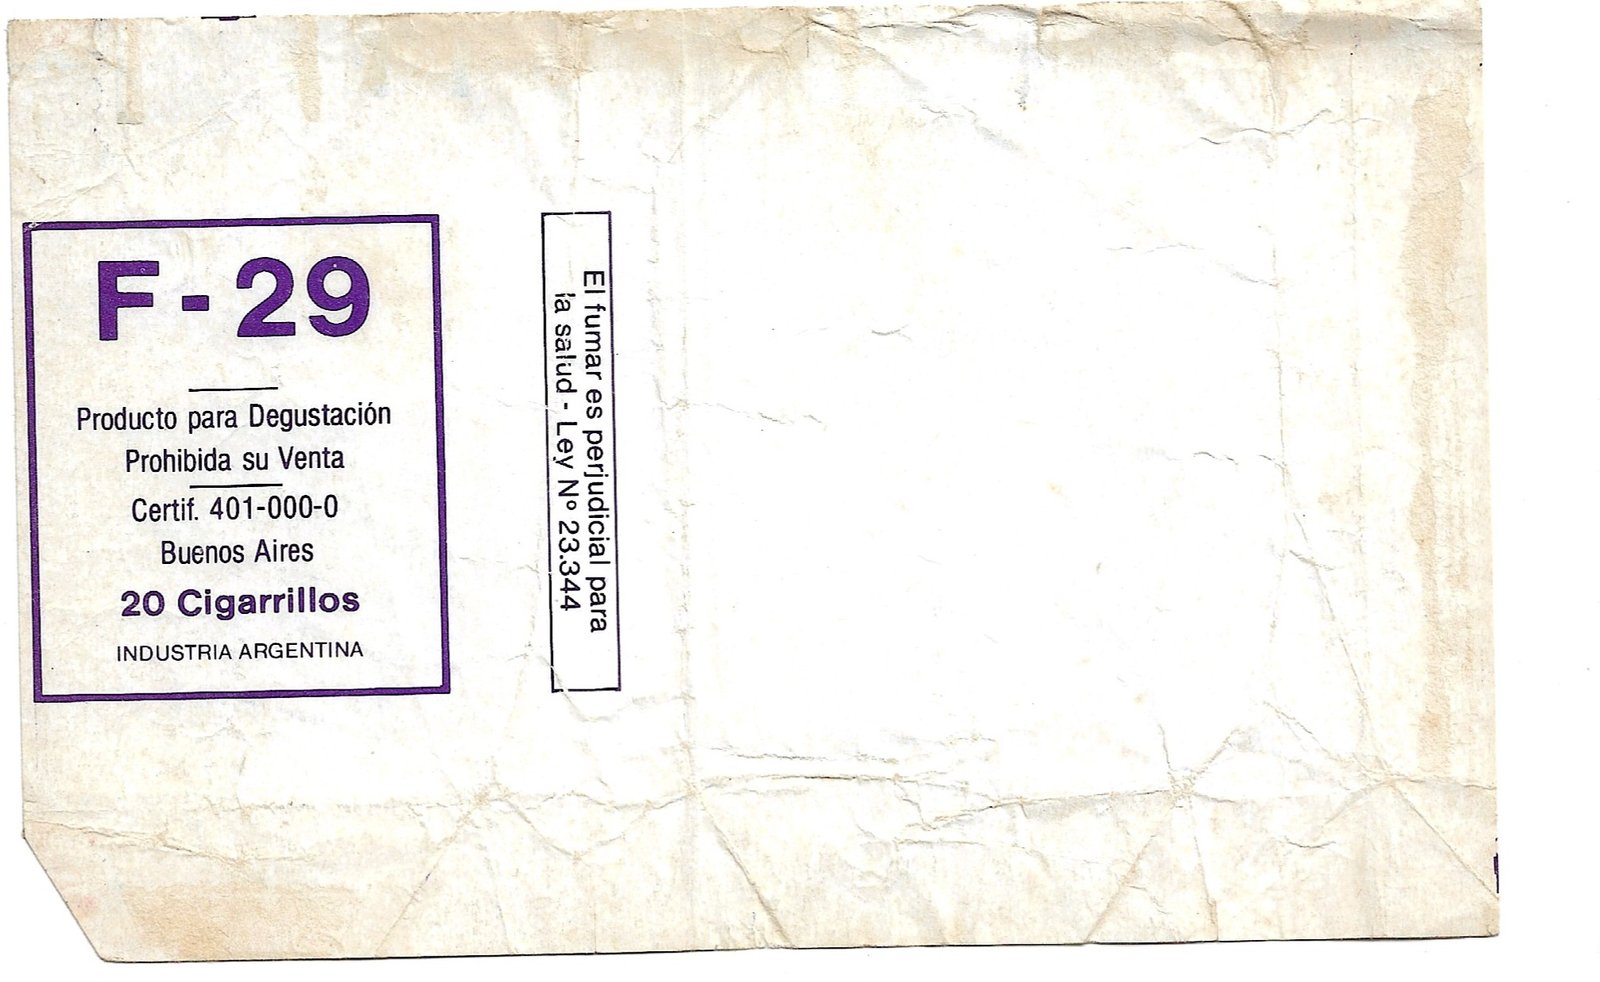 F-29
Producto para Degustación
Prohibida su Venta
Certif. 401-000-0
Buenos Aires
20 Cigarrillos
INDUSTRIA ARGENTINA
El fumar es perjudicial para
la salud - Ley Nº 23.344